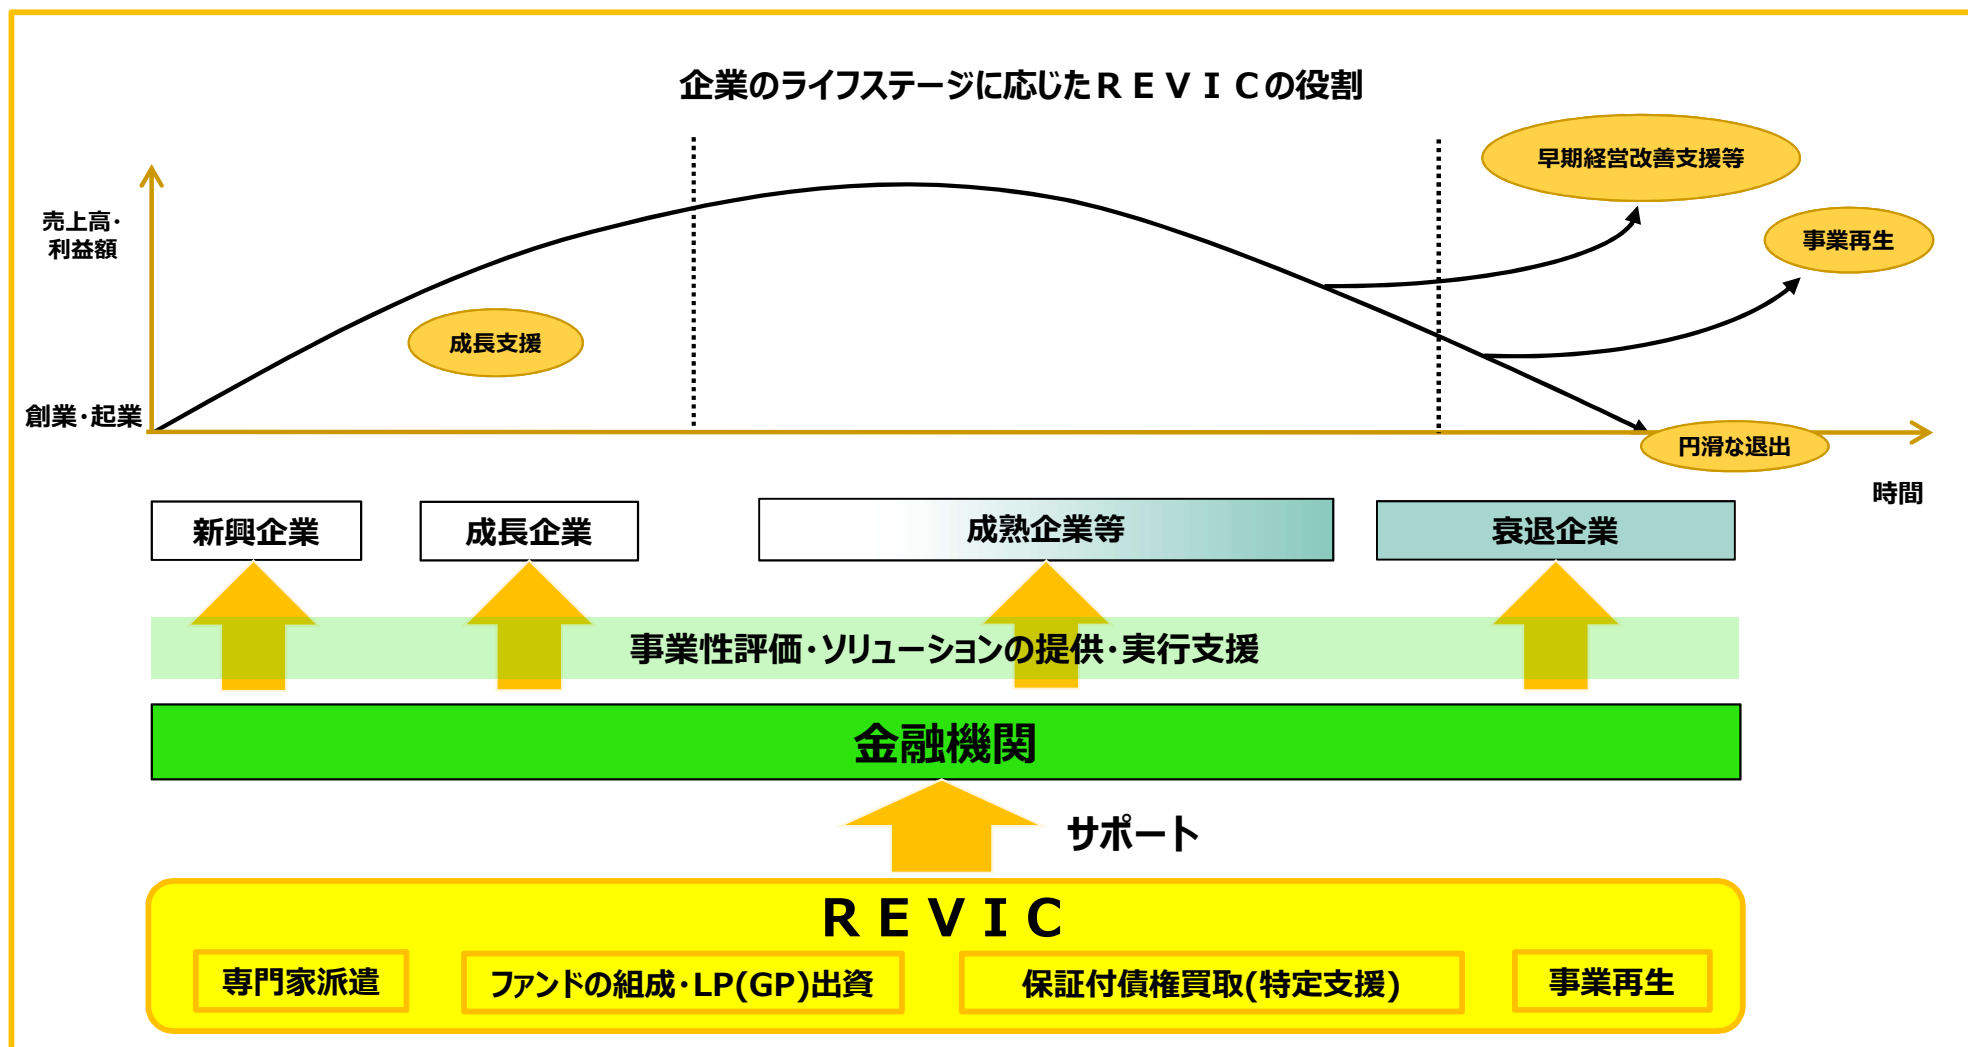 企業のライフステージに応じたＲＥＶＩＣの役割
早期経営改善支援等
売上高・
利益額
事業再生
成長支援
創業・起業
円滑な退出
時間
新興企業
成長企業
成熟企業等
衰退企業
事業性評価・ソリューションの提供・実行支援
金融機関
サポート
ＲＥＶＩＣ
専門家派遣
ファンドの組成・LP(GP)出資
保証付債権買取(特定支援)
事業再生